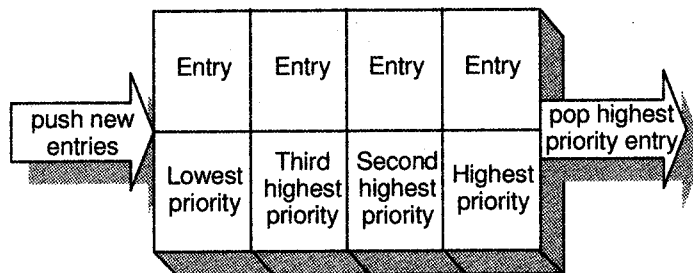 Entry Entry Entry Entry
push new
entries
pop highest
priority entry
Lowest
priority
Third
highest
priority
Second
highest
priority
Highest
priority